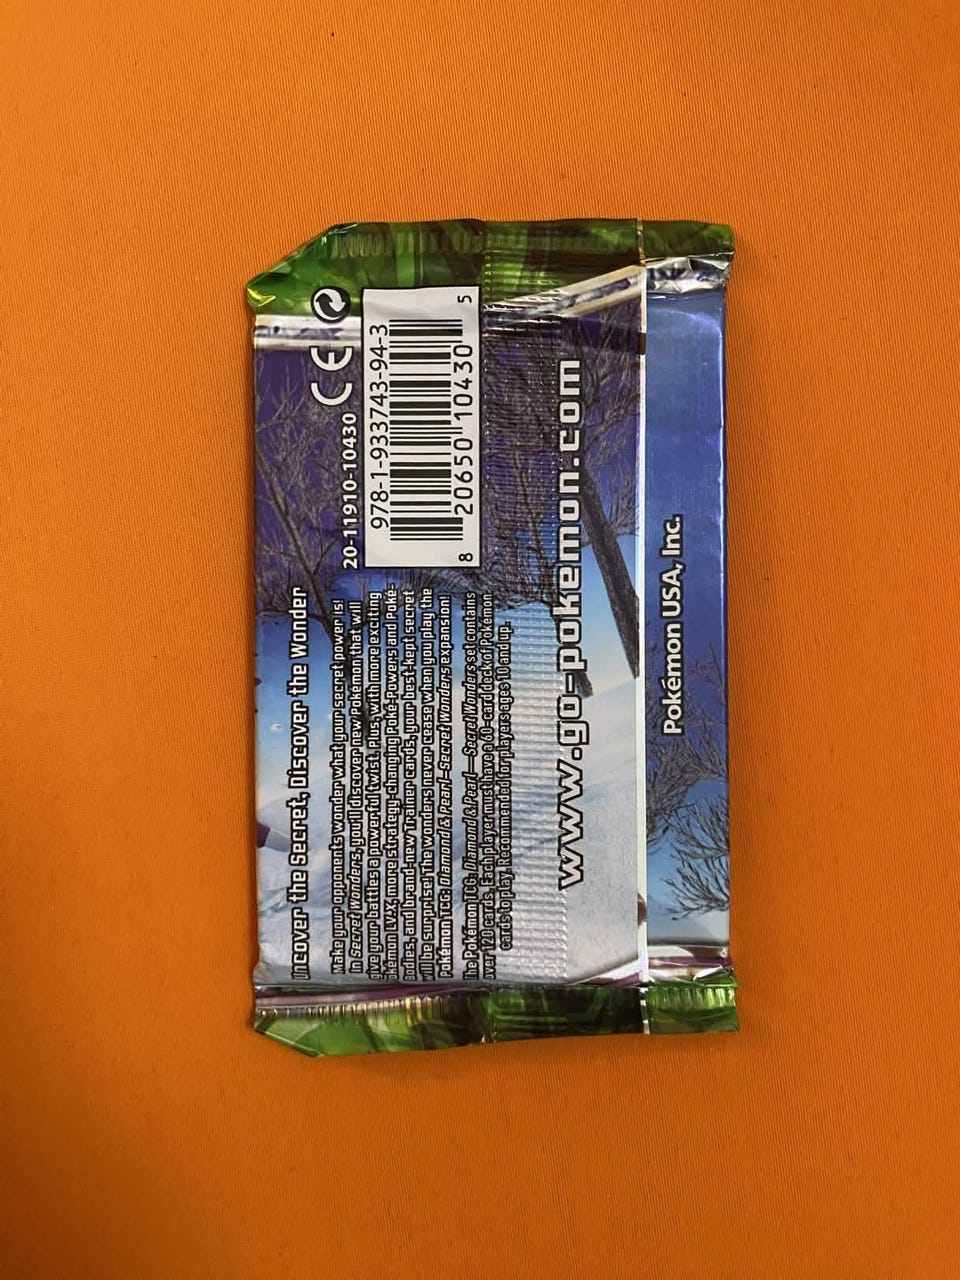 Uncover the Secret, Discover the Wonder
Make your opponents wonder what your secret power is!
In Secret Wonders, you'll discover new Pokémon that will
give your battles a powerful twist. Plus, with more exciting
Pokémon LV.X, more strategy-changing Poké-Powers and Poké-
Bodies, and brand-new Trainer cards, your best-kept secret
will be surprise! The wonders never cease when you play the
Pokémon TCG: Diamond & Pearl—Secret Wonders expansion!
The Pokémon TCG: Diamond & Pearl—Secret Wonders set contains
over 120 cards. Each player must have a 60-card deck of Pokémon
cards to play. Recommended for players ages 10 and up.
CE
20-11910-10430
978-1-933743-94-3
8 20650 10430 5
www.go-pokemon.com
Pokémon USA, Inc.